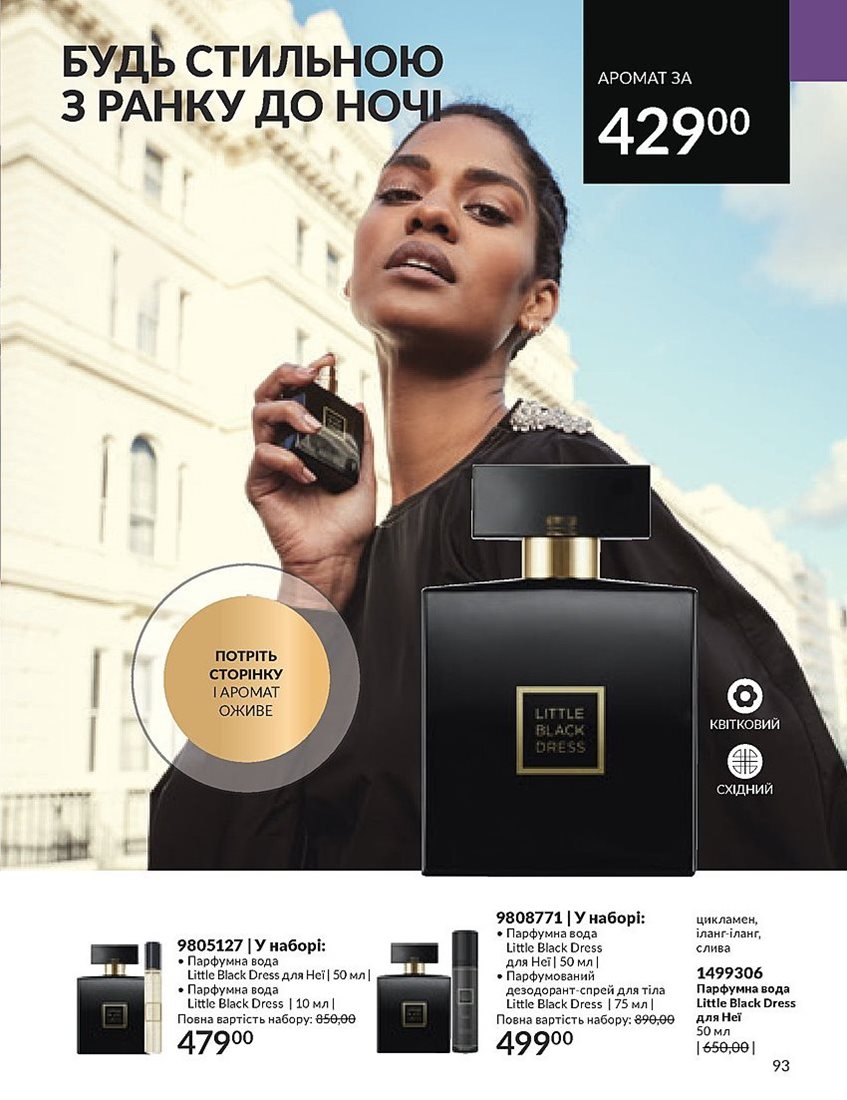 БУДЬ СТИЛЬНОЮ
З РАНКУ ДО НОЧІ
АРОМАТ ЗА
429⁰⁰
ПОТРІТЬ
СТОРІНКУ
І АРОМАТ
ОЖИВЕ
LITTLE
BLACK
DRESS
КВІТКОВИЙ
СХІДНИЙ
9805127 | У наборі:
• Парфумна вода
Little Black Dress для Неї | 50 мл |
• Парфумна вода
Little Black Dress | 10 мл |
Повна вартість набору: 850,00
479⁰⁰
9808771 | У наборі:
• Парфумна вода
Little Black Dress
для Неї | 50 мл |
• Парфумований
дезодорант-спрей для тіла
Little Black Dress | 75 мл |
Повна вартість набору: 890,00
499⁰⁰
цикламен,
іланг-іланг,
слива
1499306
Парфумна вода
Little Black Dress
для Неї
50 мл
| 650,00 |
93